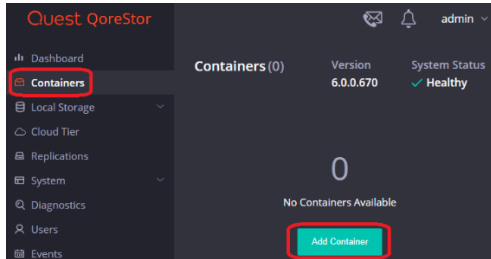 Quest QoreStor
admin
Dashboard
Containers
Local Storage
Cloud Tier
Replications
System
Diagnostics
Users
Events
Containers (0)
Version
6.0.0.670
System Status
Healthy
0
No Containers Available
Add Container